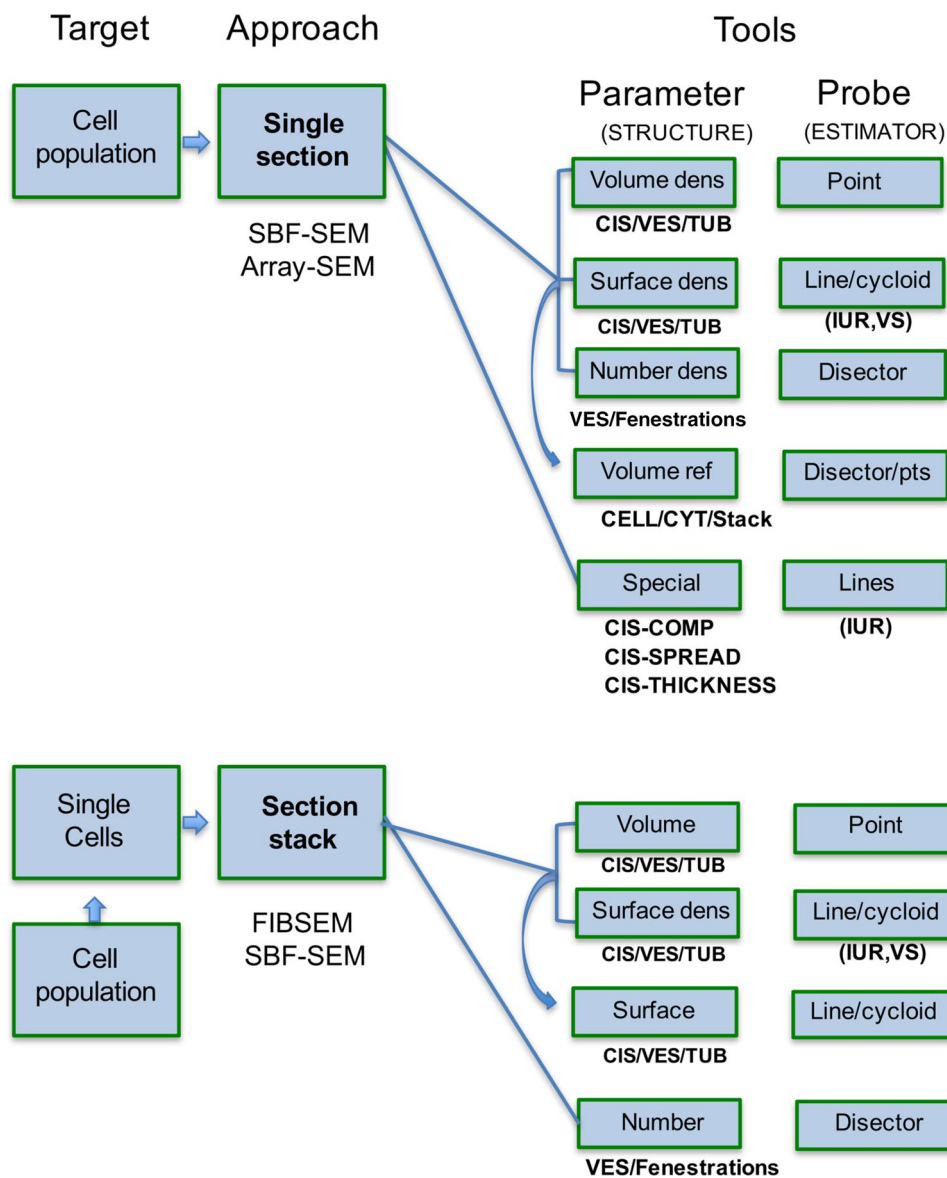 Target
Approach
Tools
Parameter
Probe
(STRUCTURE)
(ESTIMATOR)
Cell
population
Single
section
SBF-SEM
Array-SEM
Volume dens
Point
CIS/VES/TUB
Surface dens
Line/cycloid
CIS/VES/TUB
(IUR,VS)
Number dens
Disector
VES/Fenestrations
Volume ref
Disector/pts
CELL/CYT/Stack
Special
Lines
CIS-COMP
(IUR)
CIS-SPREAD
CIS-THICKNESS
Single
Cells
Cell
population
Section
stack
FIBSEM
SBF-SEM
Volume
Point
CIS/VES/TUB
Surface dens
Line/cycloid
CIS/VES/TUB
(IUR,VS)
Surface
Line/cycloid
CIS/VES/TUB
Number
Disector
VES/Fenestrations